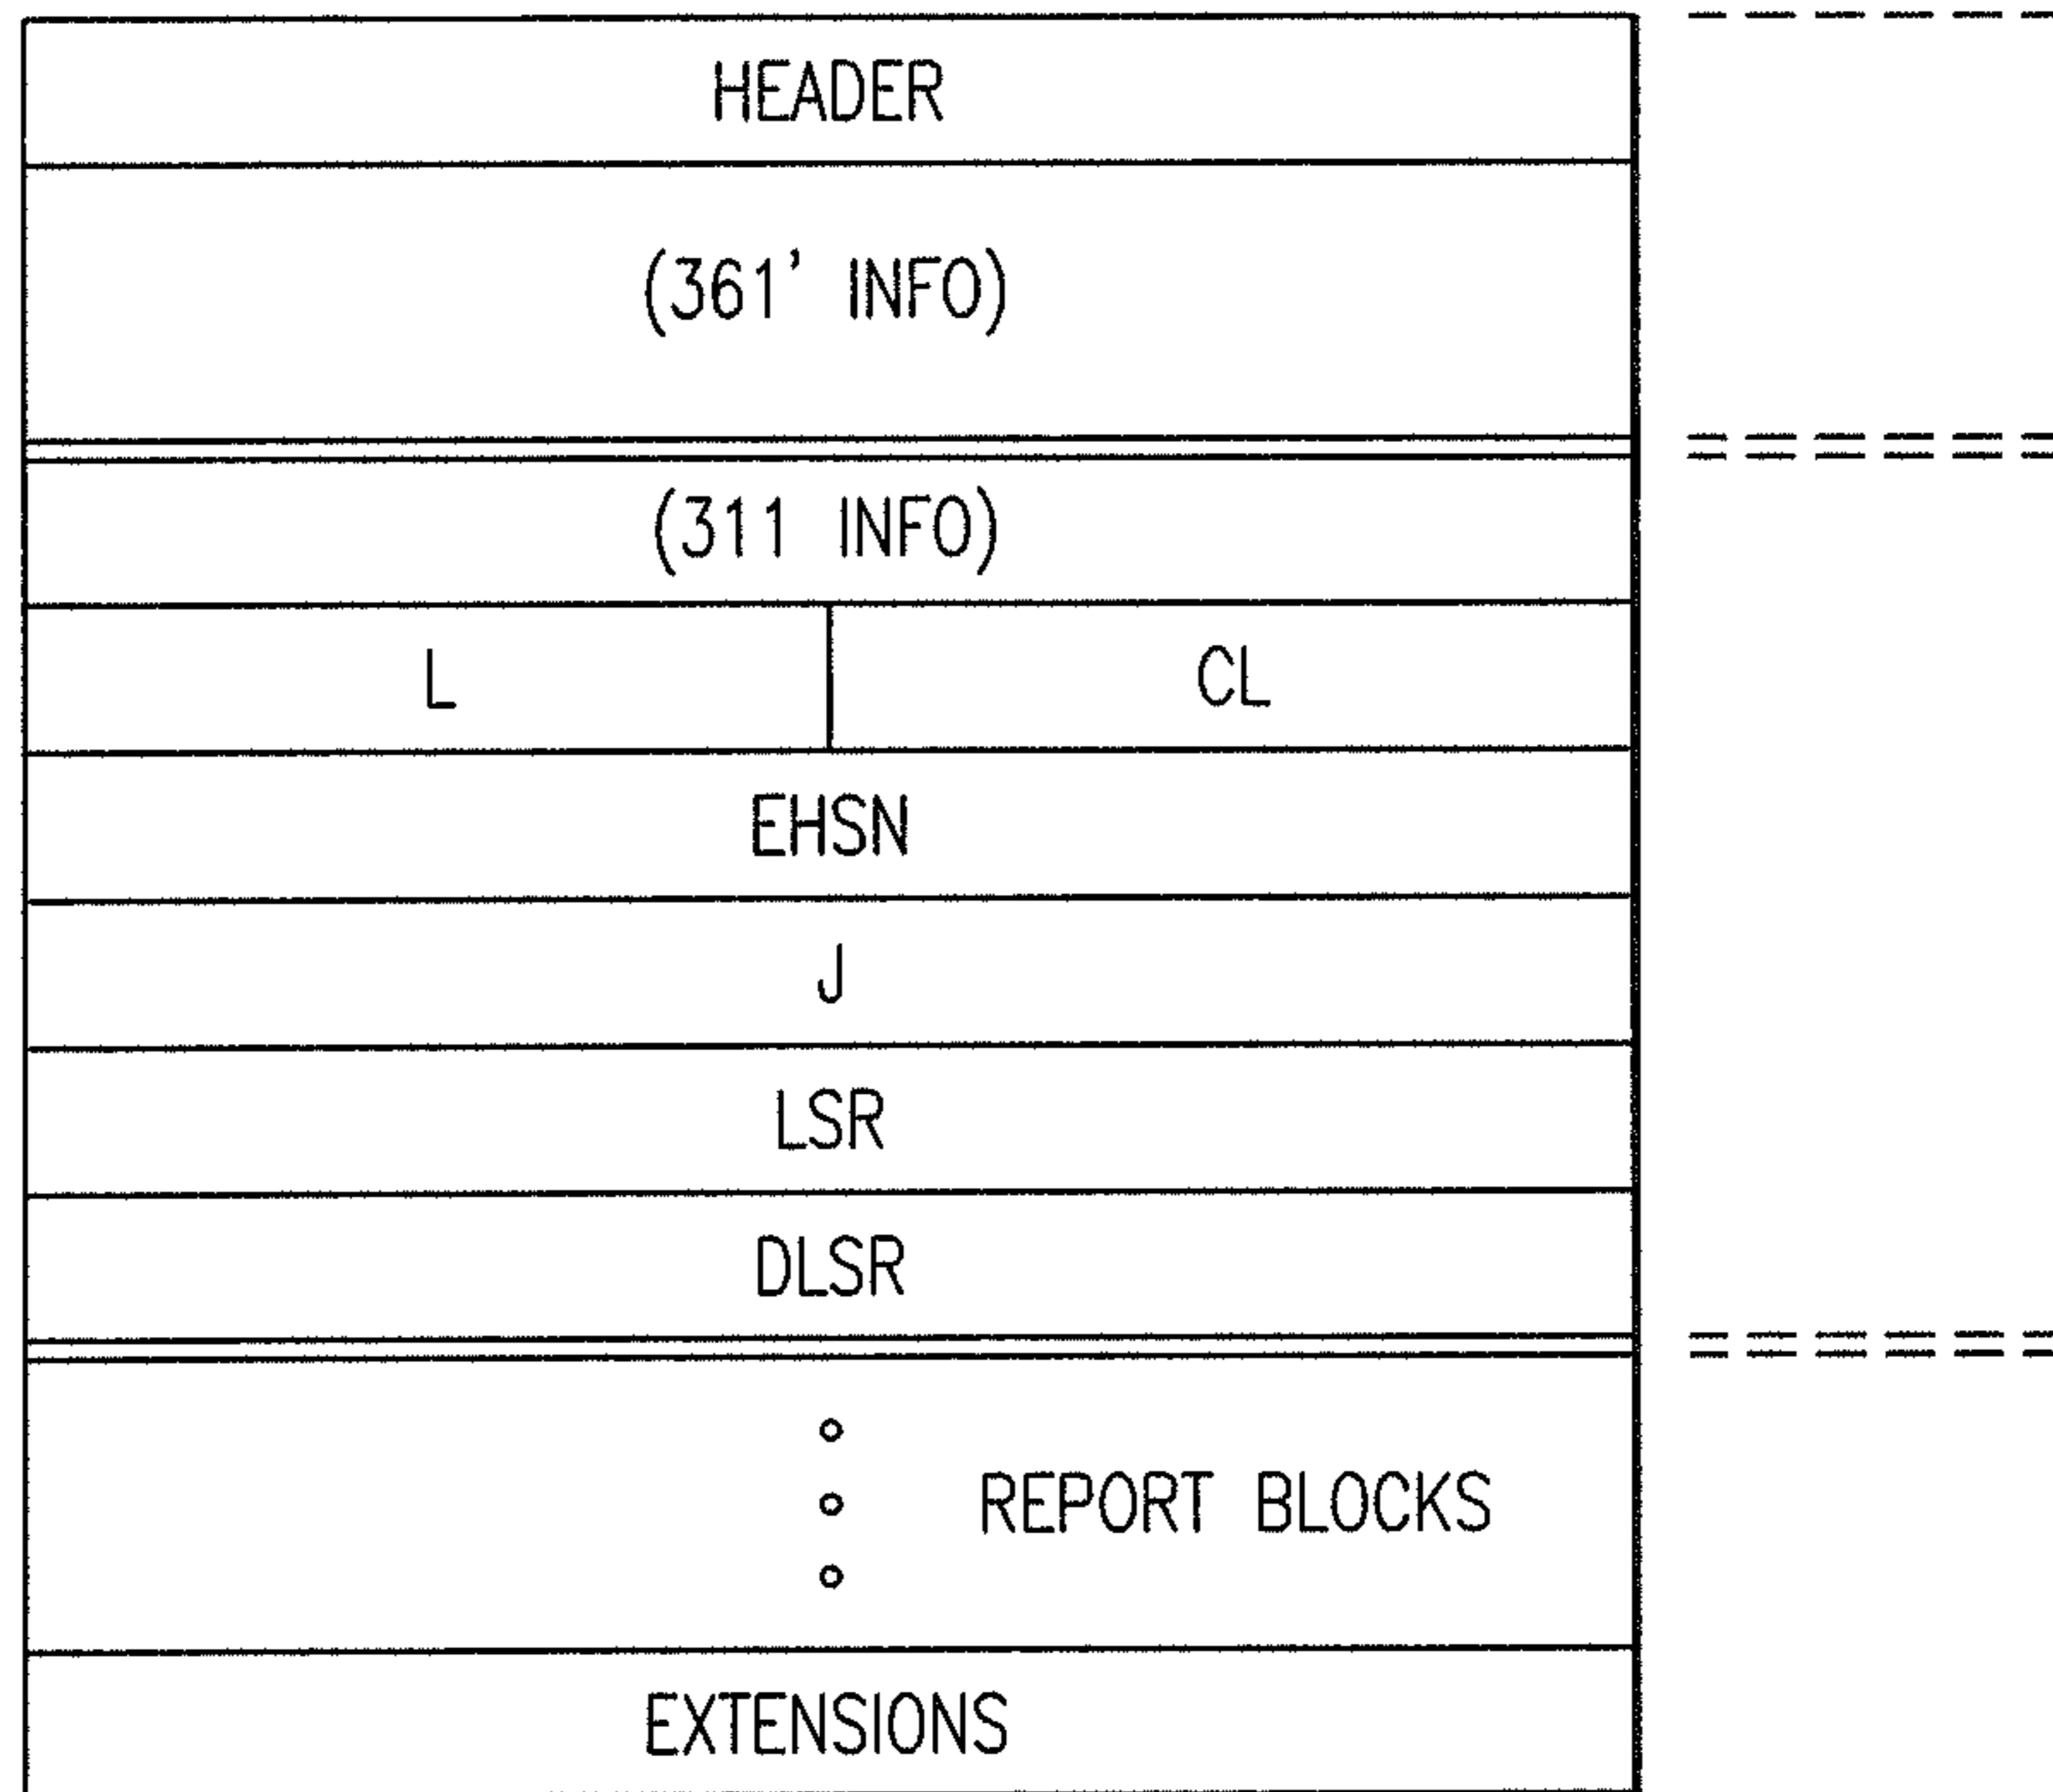 HEADER
(361' INFO)
(311 INFO)
L CL
EHSN
J
LSR
DLSR
REPORT BLOCKS
EXTENSIONS